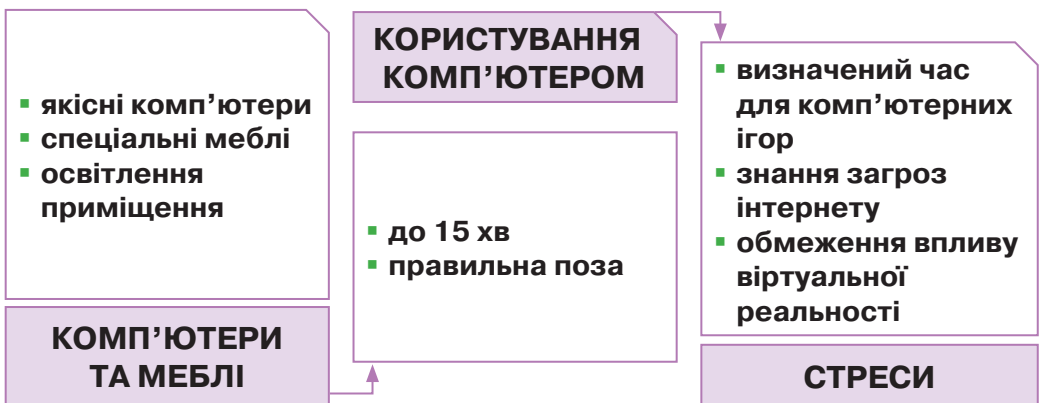 ▪ якісні комп’ютери
▪ спеціальні меблі
▪ освітлення
приміщення
КОМП’ЮТЕРИ
ТА МЕБЛІ
КОРИСТУВАННЯ
КОМП’ЮТЕРОМ
▪ до 15 хв
▪ правильна поза
▪ визначений час
для комп’ютерних
ігор
▪ знання загроз
інтернету
▪ обмеження впливу
віртуальної
реальності
СТРЕСИ